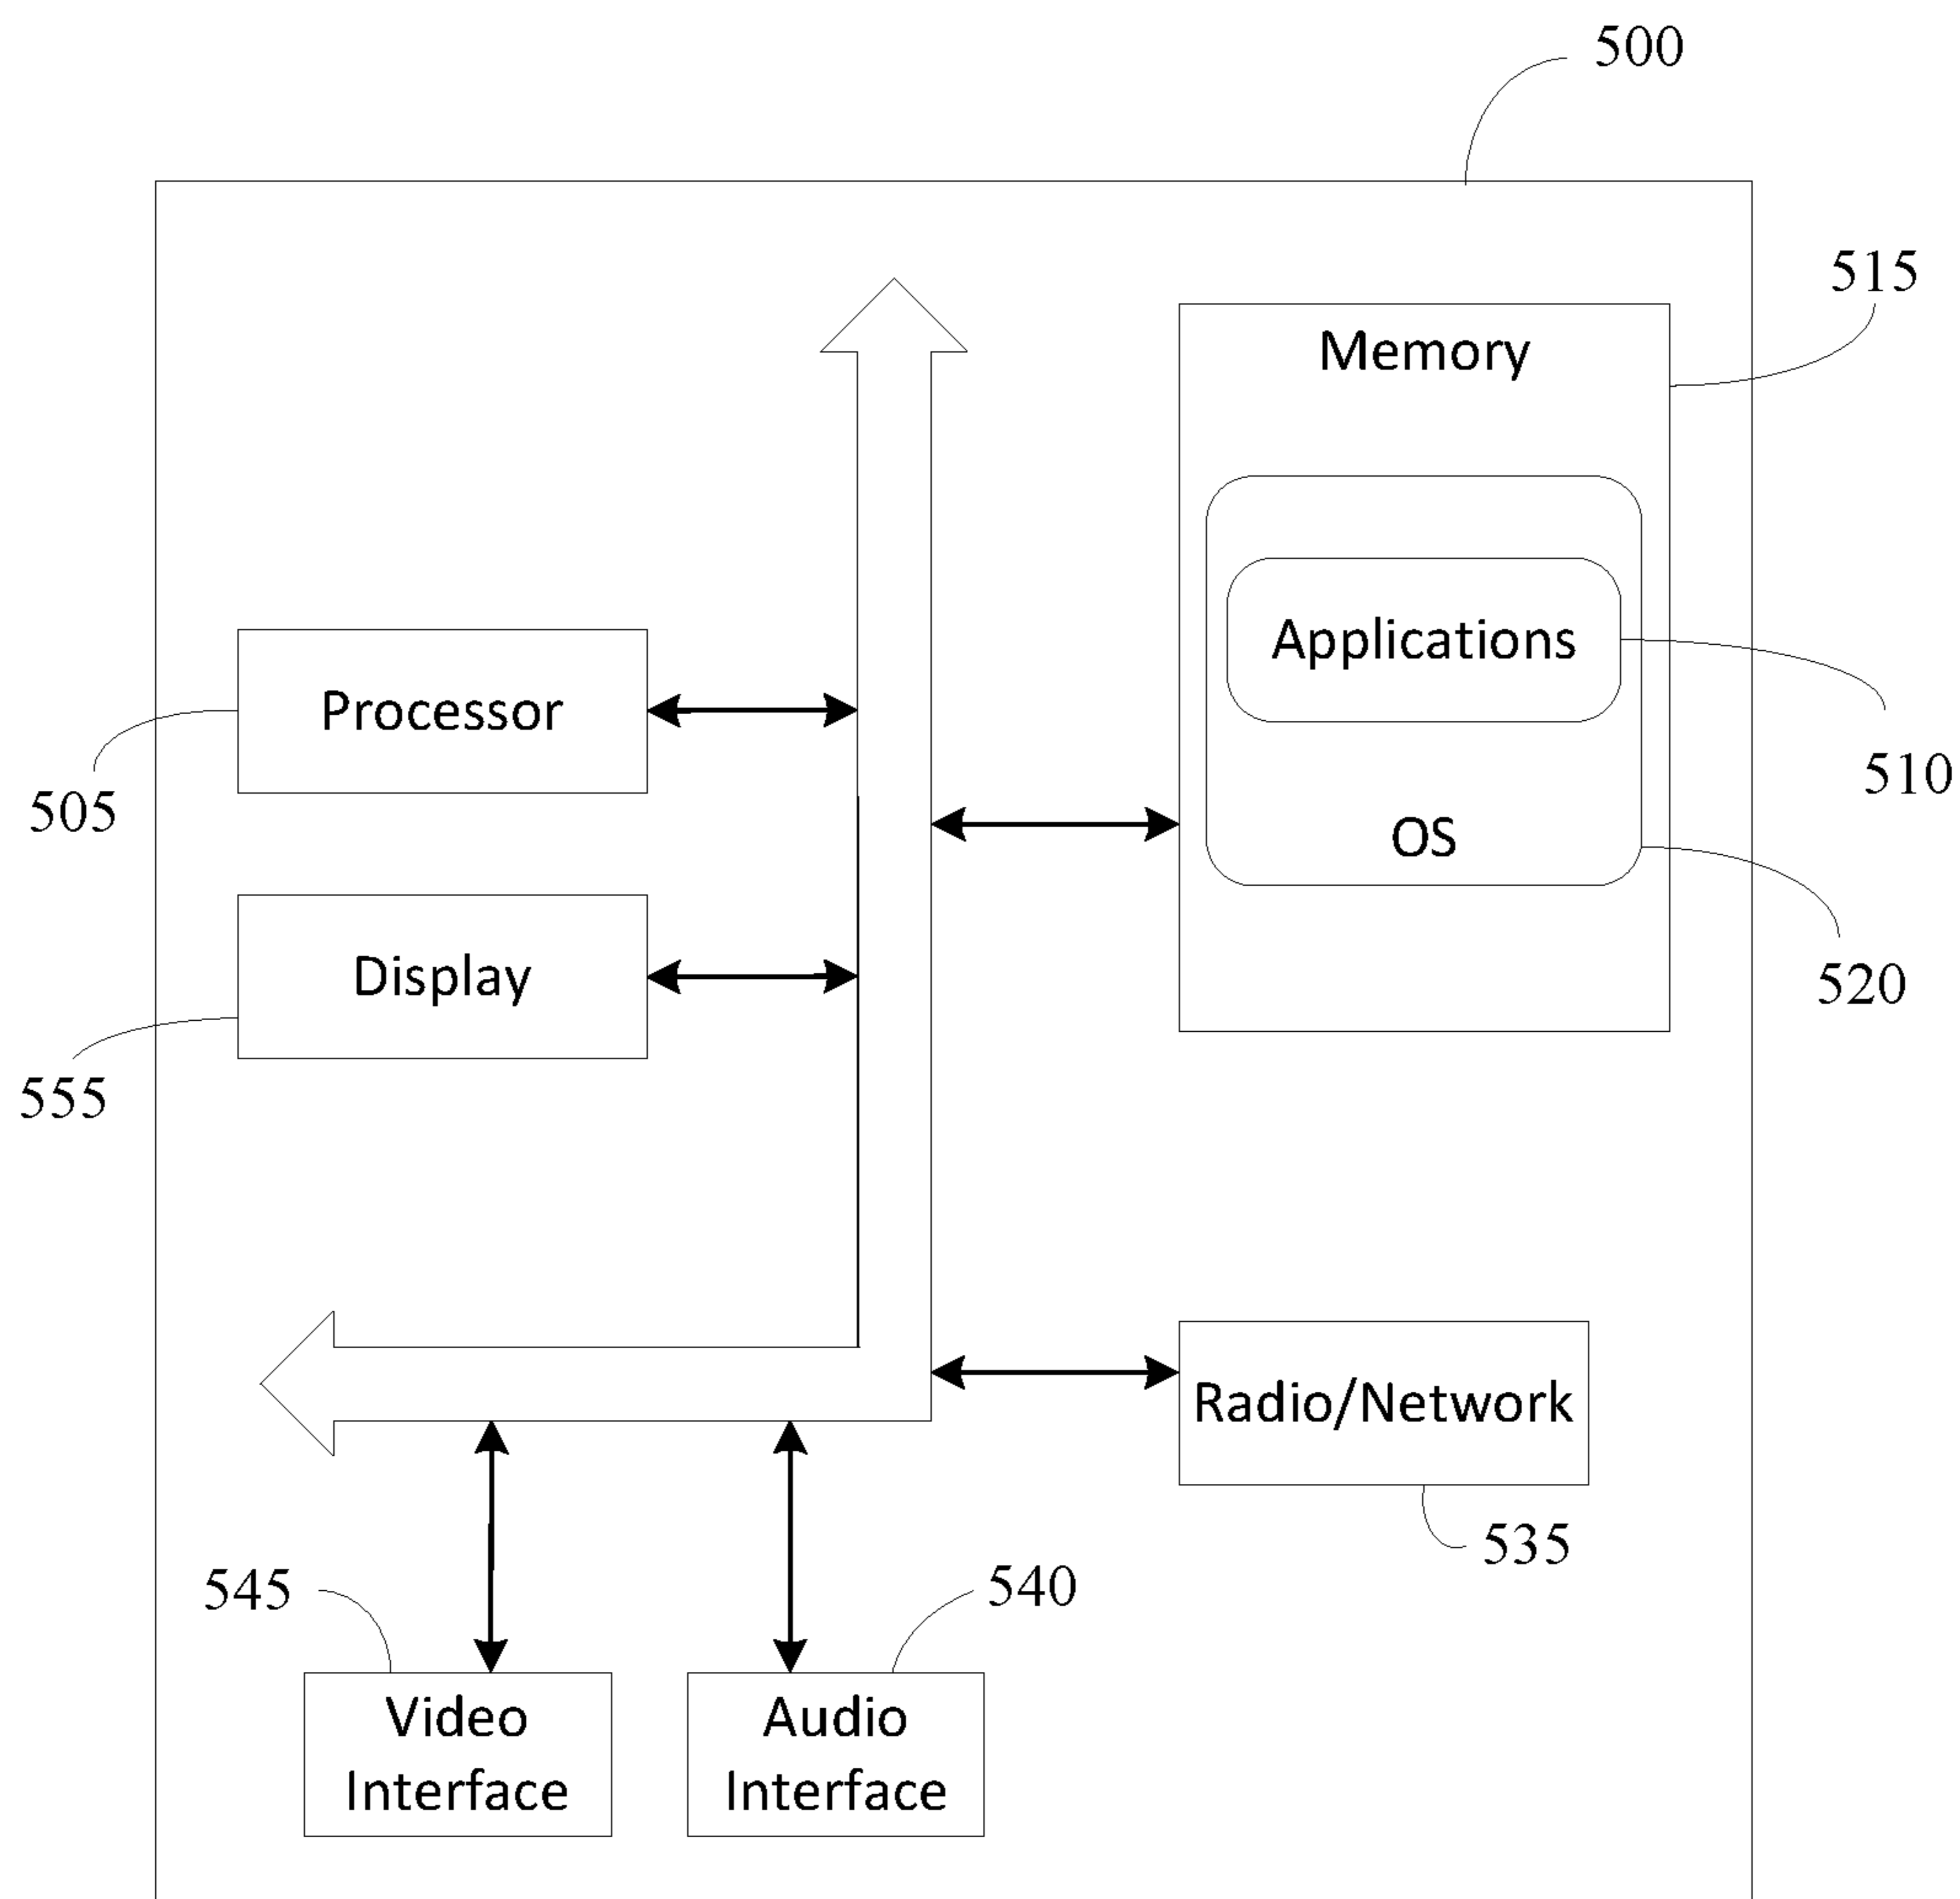 500
515
Memory
Applications
Processor
510
505
OS
Display
520
555
Radio/Network
535
545
540
Video
Interface
Audio
Interface